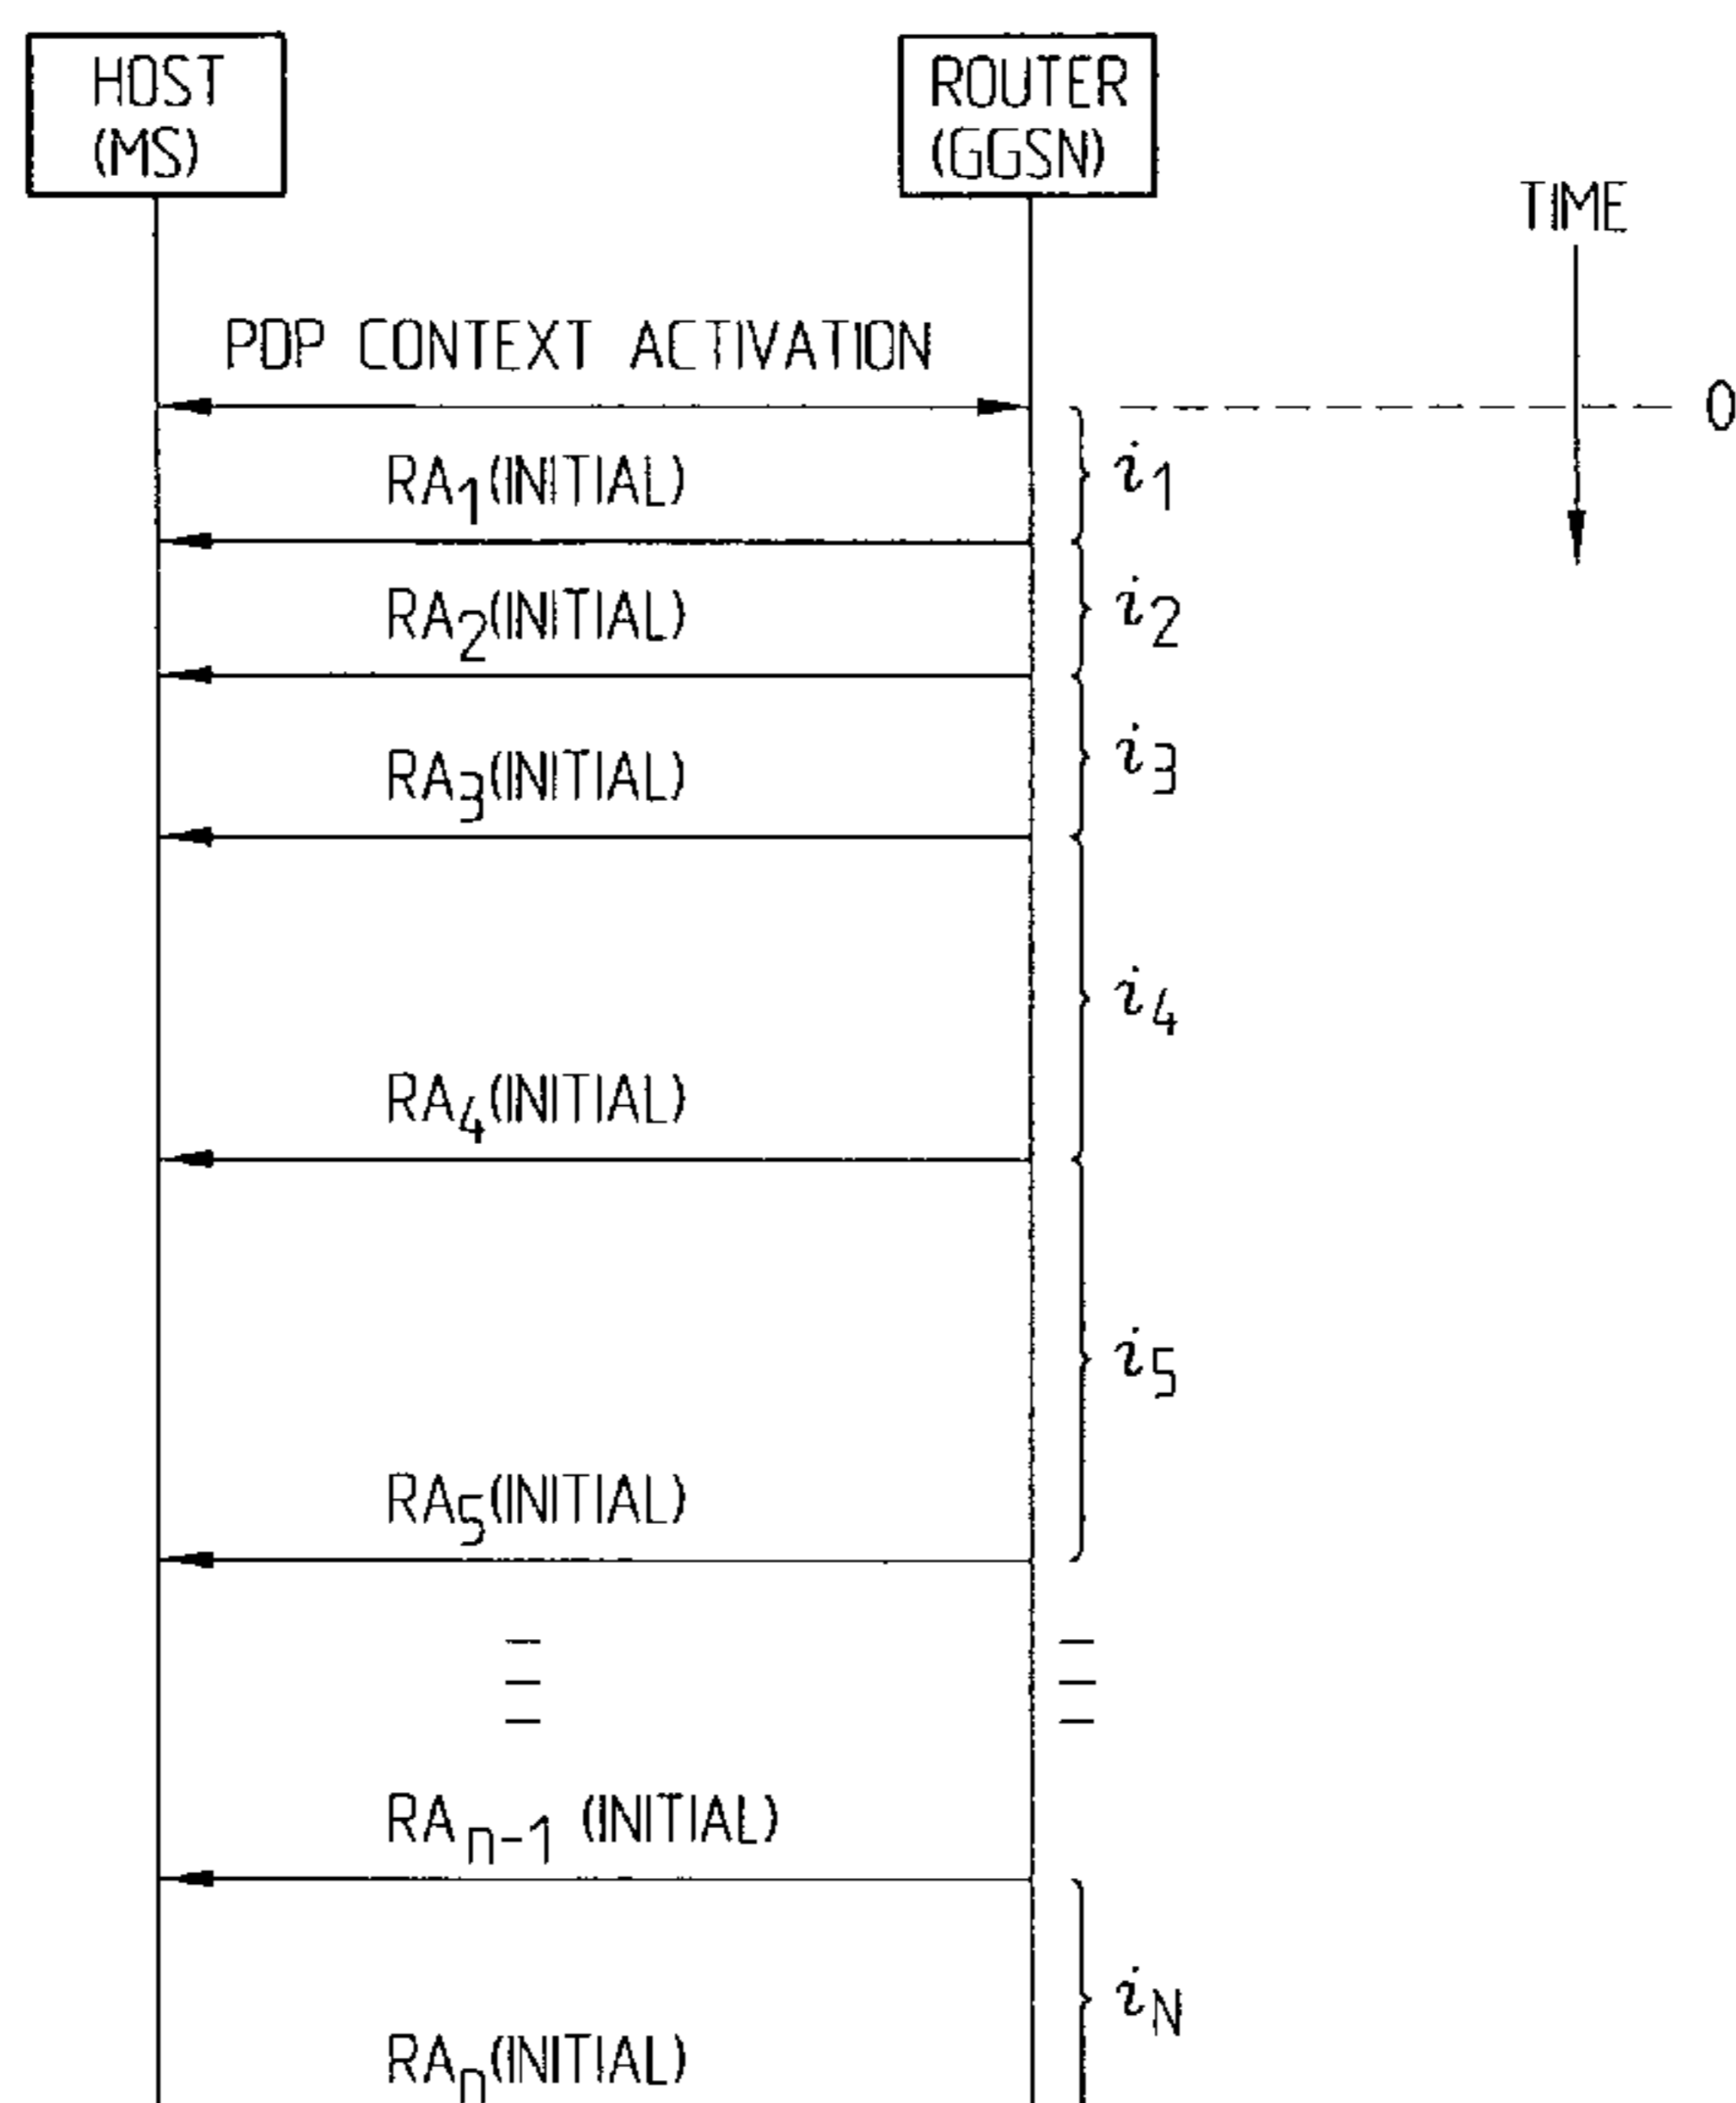 HOST
(MS)
ROUTER
(GGSN)
TIME
PDP CONTEXT ACTIVATION
0
RA1(INITIAL)
i1
RA2(INITIAL)
i2
RA3(INITIAL)
i3
i4
RA4(INITIAL)
i5
RA5(INITIAL)
RAn-1 (INITIAL)
iN
RAn(INITIAL)